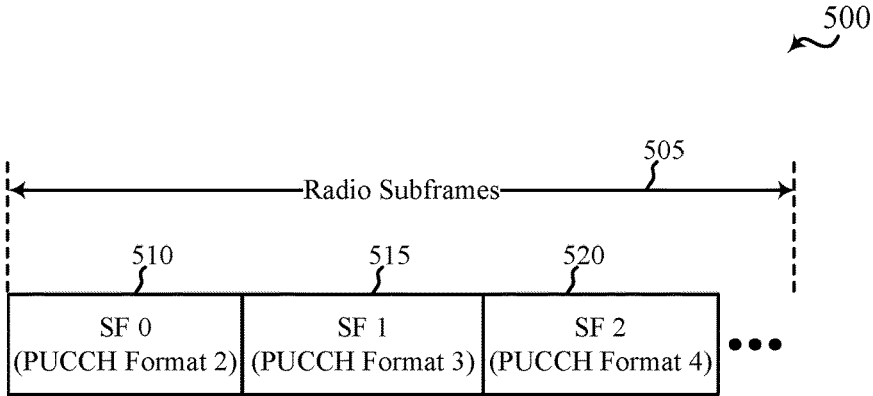 500
505
Radio Subframes
510
515
520
SF 0
(PUCCH Format 2)
SF 1
(PUCCH Format 3)
SF 2
(PUCCH Format 4)